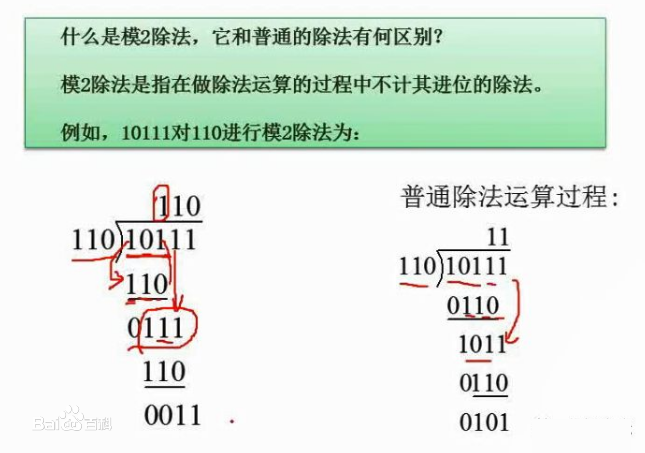 什么是模2除法，它和普通的除法有何区别？
模2除法是指在做除法运算的过程中不计其进位的除法。
例如，10111对110进行模2除法为：
110
110)10111
110
0111
110
0011
普通除法运算过程:
11
110)10111
0110
1011
0110
0101
Bai百科